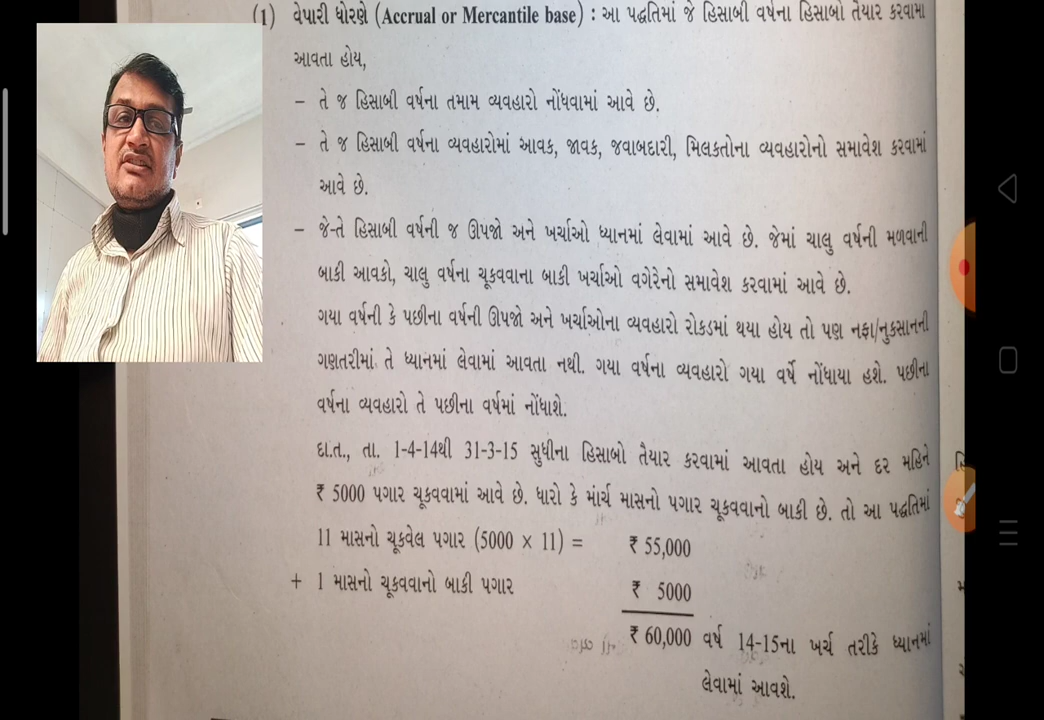 (1) વેપારી ધોરણે (Accrual or Mercantile base) : આ પદ્ધતિમાં જે હિસાબી વર્ષના હિસાબો તૈયાર કરવામાં
આવતા હોય,
– તે જ હિસાબી વર્ષના તમામ વ્યવહારો નોંધવામાં આવે છે.
– તે જ હિસાબી વર્ષના વ્યવહારોમાં આવક, જાવક, જવાબદારી, મિલકતોના વ્યવહારોનો સમાવેશ કરવામાં
આવે છે.
– જે-તે હિસાબી વર્ષની જ ઊપજો અને ખર્ચાઓ ધ્યાનમાં લેવામાં આવે છે. જેમાં ચાલુ વર્ષની મળવાની
બાકી આવકો, ચાલુ વર્ષના ચૂકવવાના બાકી ખર્ચાઓ વગેરેનો સમાવેશ કરવામાં આવે છે.
ગયા વર્ષની કે પછીના વર્ષની ઊપજો અને ખર્ચાઓના વ્યવહારો રોકડમાં થયા હોય તો પણ નફા/નુકસાનની
ગણતરીમાં તે ધ્યાનમાં લેવામાં આવતા નથી. ગયા વર્ષના વ્યવહારો ગયા વર્ષે નોંધાયા હશે. પછીના
વર્ષના વ્યવહારો તે પછીના વર્ષમાં નોંધાશે.
દા.ત., તા. 1-4-14થી 31-3-15 સુધીના હિસાબો તૈયાર કરવામાં આવતા હોય અને દર મહિને
₹ 5000 પગાર ચૂકવવામાં આવે છે. ધારો કે માર્ચ માસનો પગાર ચૂકવવાનો બાકી છે. તો આ પદ્ધતિમાં
11 માસનો ચૂકવેલ પગાર (5000 × 11) = ₹ 55,000
+ 1 માસનો ચૂકવવાનો બાકી પગાર ₹ 5000
₹ 60,000 વર્ષ 14-15ના ખર્ચ તરીકે ધ્યાનમાં
લેવામાં આવશે.